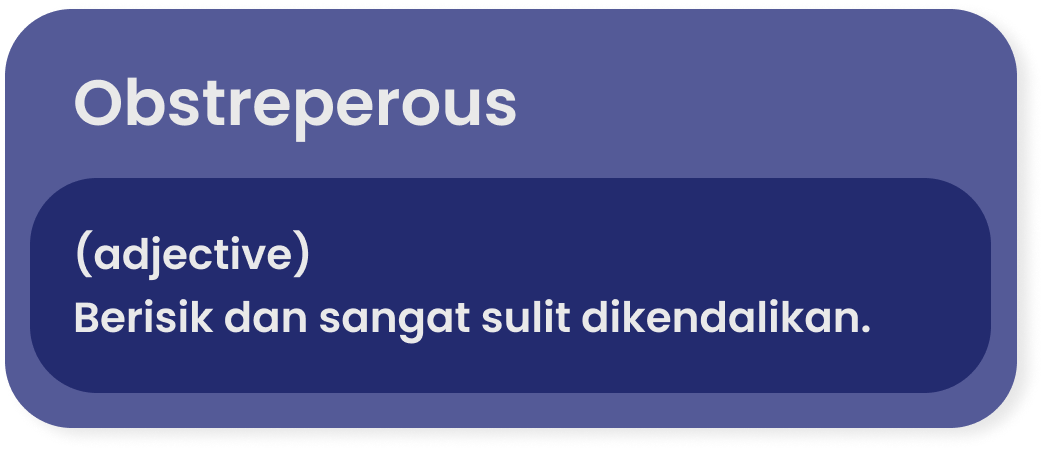 Obstreperous
(adjective)
Berisik dan sangat sulit dikendalikan.